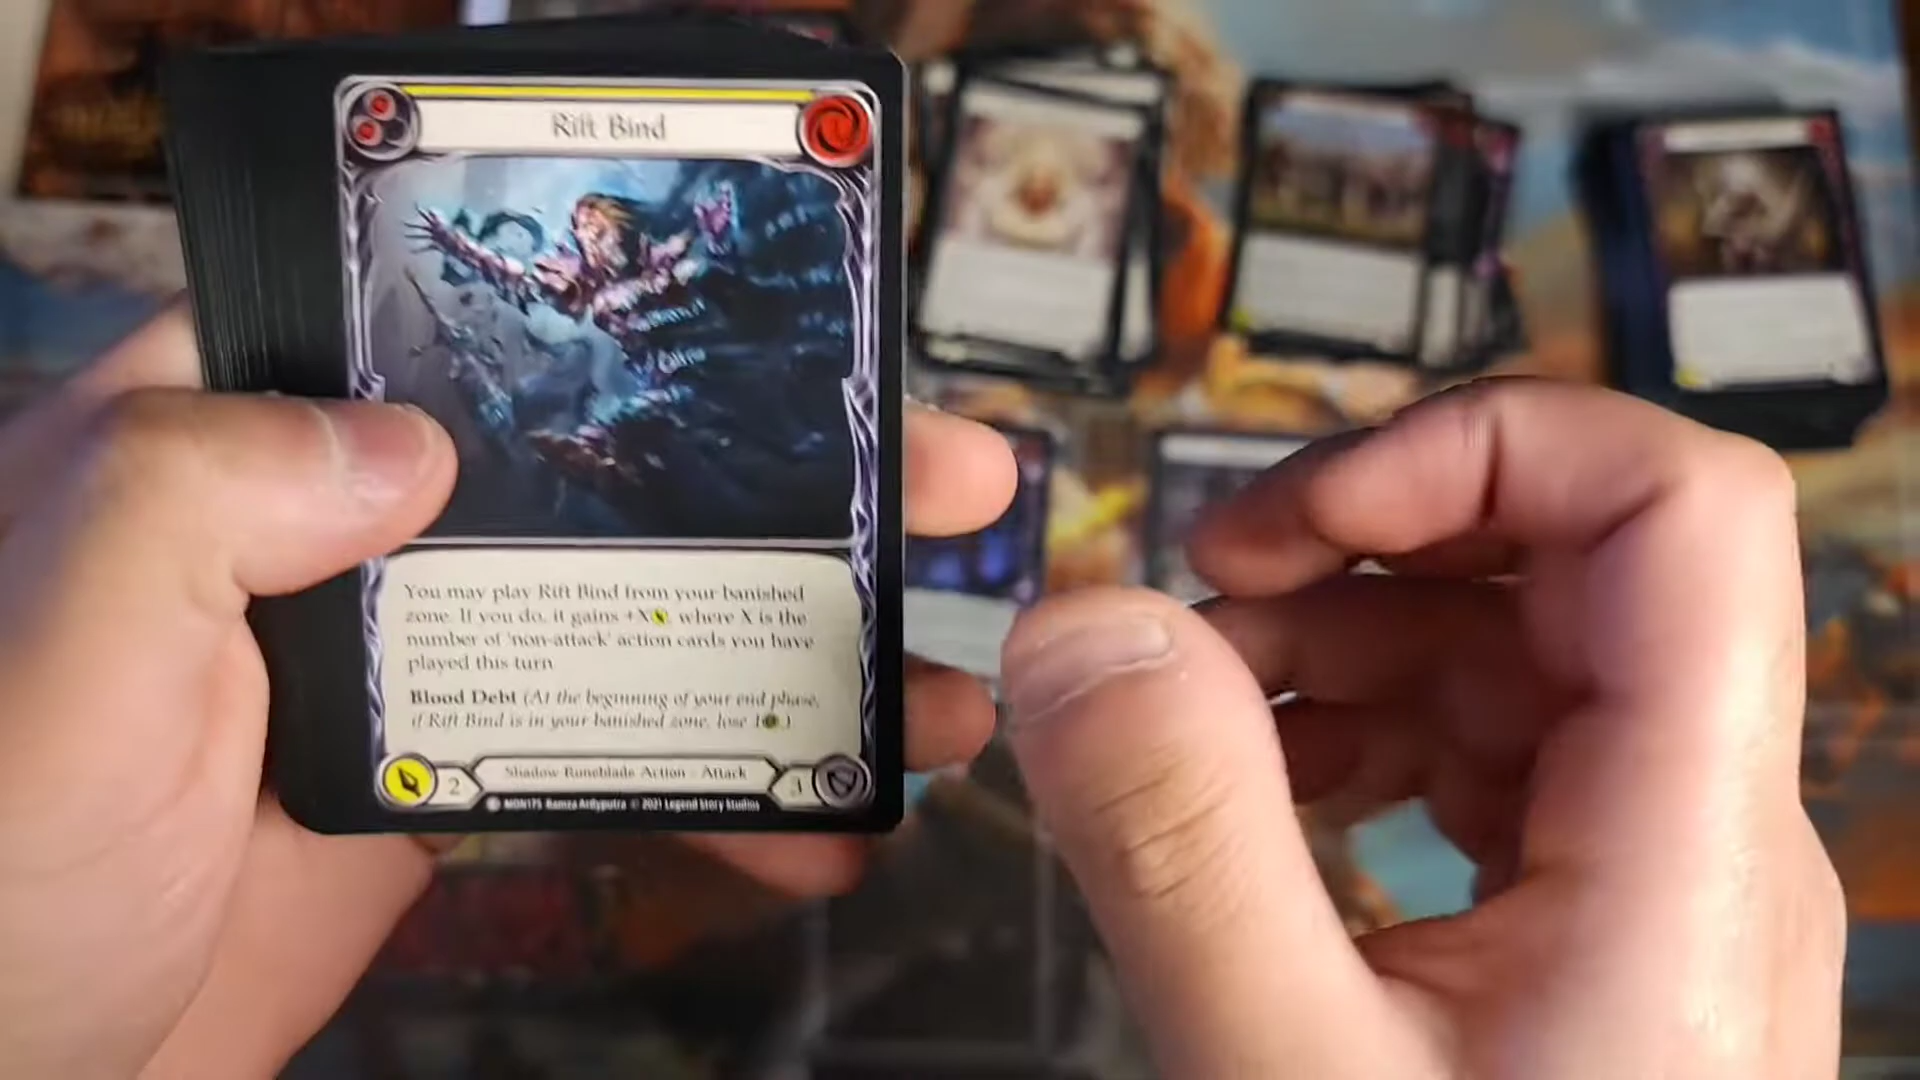 Rift Bind
You may play Rift Bind from your banished
zone. If you do, it gains +X where X is the
number of 'non-attack' action cards you have
played this turn
Blood Debt (At the beginning of your end phase,
if Rift Bind is in your banished zone, lose 1 )
2 Shadow Runeblade Action - Attack 3
MON175 Ramza Ardyputra © 2021 Legend Story Studios